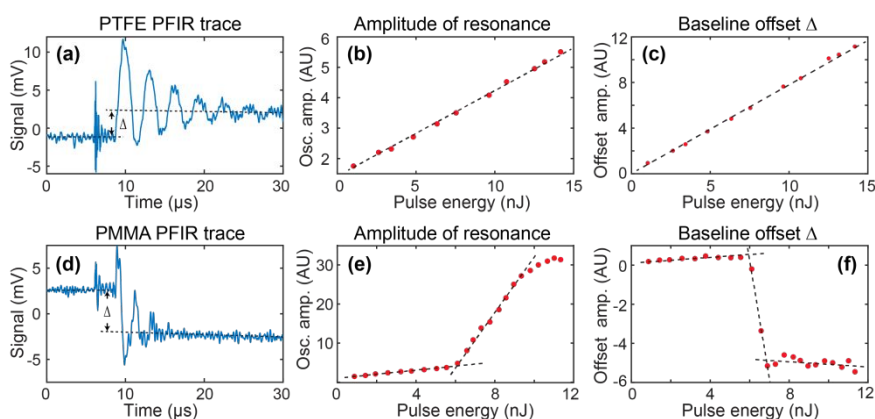 PTFE PFIR trace
(a)
Signal (mV)
10
5
0
-5
Δ
0
10
20
30
Time (μs)
Amplitude of resonance
(b)
Osc. amp. (AU)
6
5
4
3
2
0
5
10
15
Pulse energy (nJ)
Baseline offset Δ
(c)
Offset amp. (AU)
12
8
4
0
0
5
10
15
Pulse energy (nJ)
PMMA PFIR trace
(d)
Signal (mV)
5
0
-5
Δ
0
10
20
30
Time (μs)
Amplitude of resonance
(e)
Osc. amp. (AU)
30
20
10
0
0
4
8
12
Pulse energy (nJ)
Baseline offset Δ
(f)
Offset amp. (AU)
0
-2
-4
-6
0
4
8
12
Pulse energy (nJ)